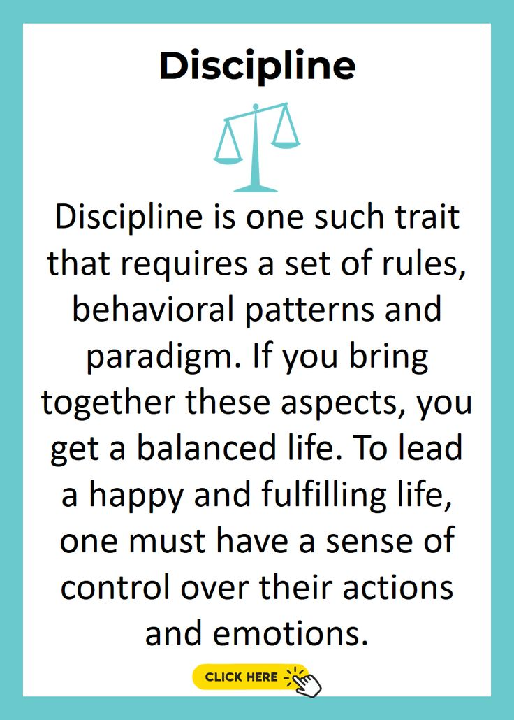 Discipline
Discipline is one such trait
that requires a set of rules,
behavioral patterns and
paradigm. If you bring
together these aspects, you
get a balanced life. To lead
a happy and fulfilling life,
one must have a sense of
control over their actions
and emotions.
CLICK HERE